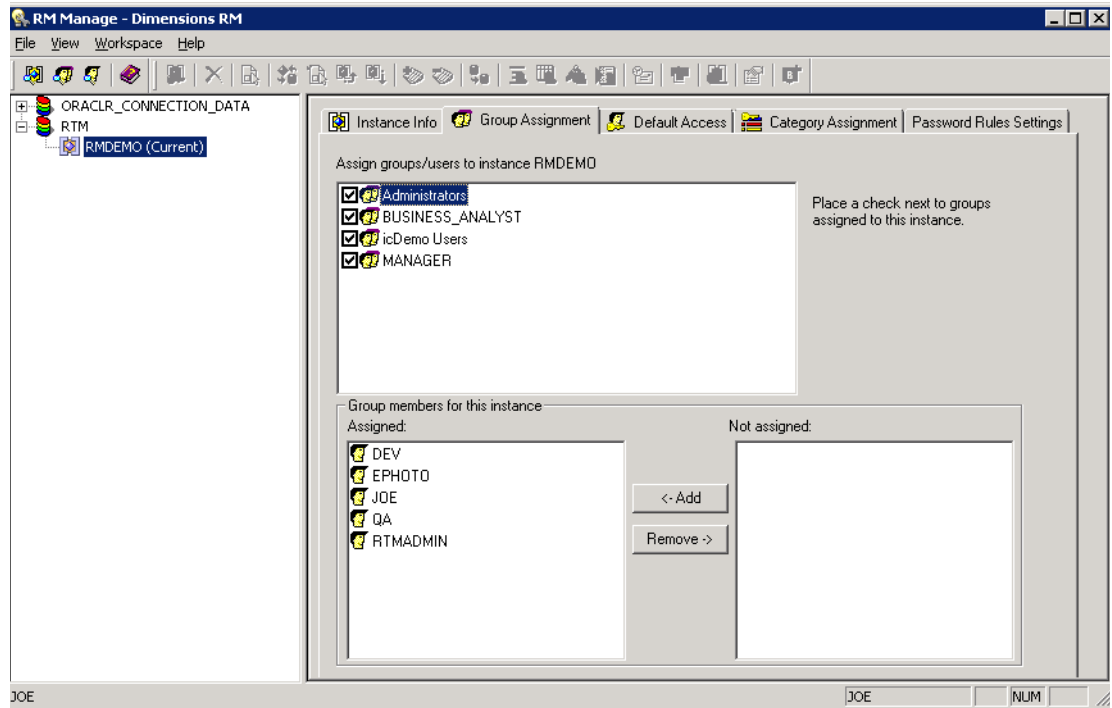 RM Manage - Dimensions RM
File View Workspace Help
ORACLR_CONNECTION_DATA
RTM
RMDEMO (Current)
Instance Info Group Assignment Default Access Category Assignment Password Rules Settings
Assign groups/users to instance RMDEMO
Administrators
BUSINESS_ANALYST
icDemo Users
MANAGER
Place a check next to groups
assigned to this instance.
Group members for this instance
Assigned:
DEV
EPHOTO
JOE
QA
RTMADMIN
<- Add
Remove ->
Not assigned:
JOE JOE NUM